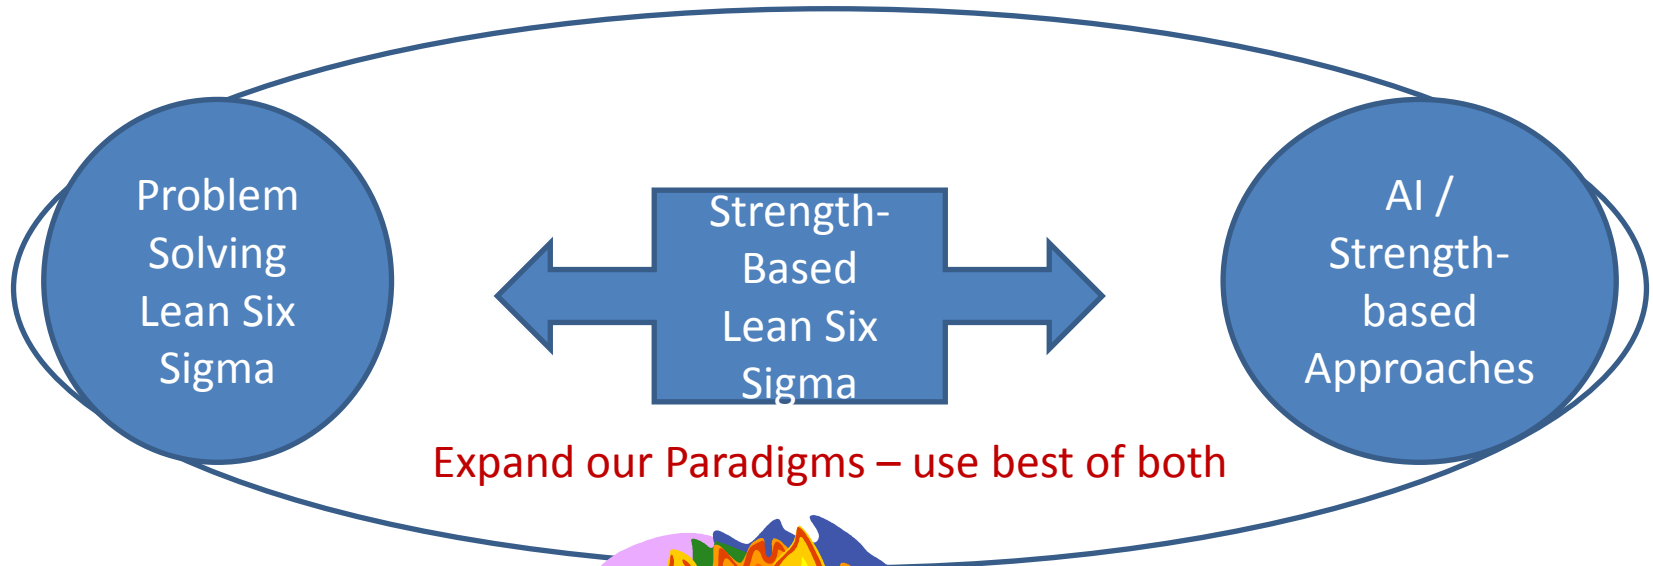 Problem
Solving
Lean Six
Sigma
Strength-
Based
Lean Six
Sigma
AI /
Strength-
based
Approaches
Expand our Paradigms – use best of both